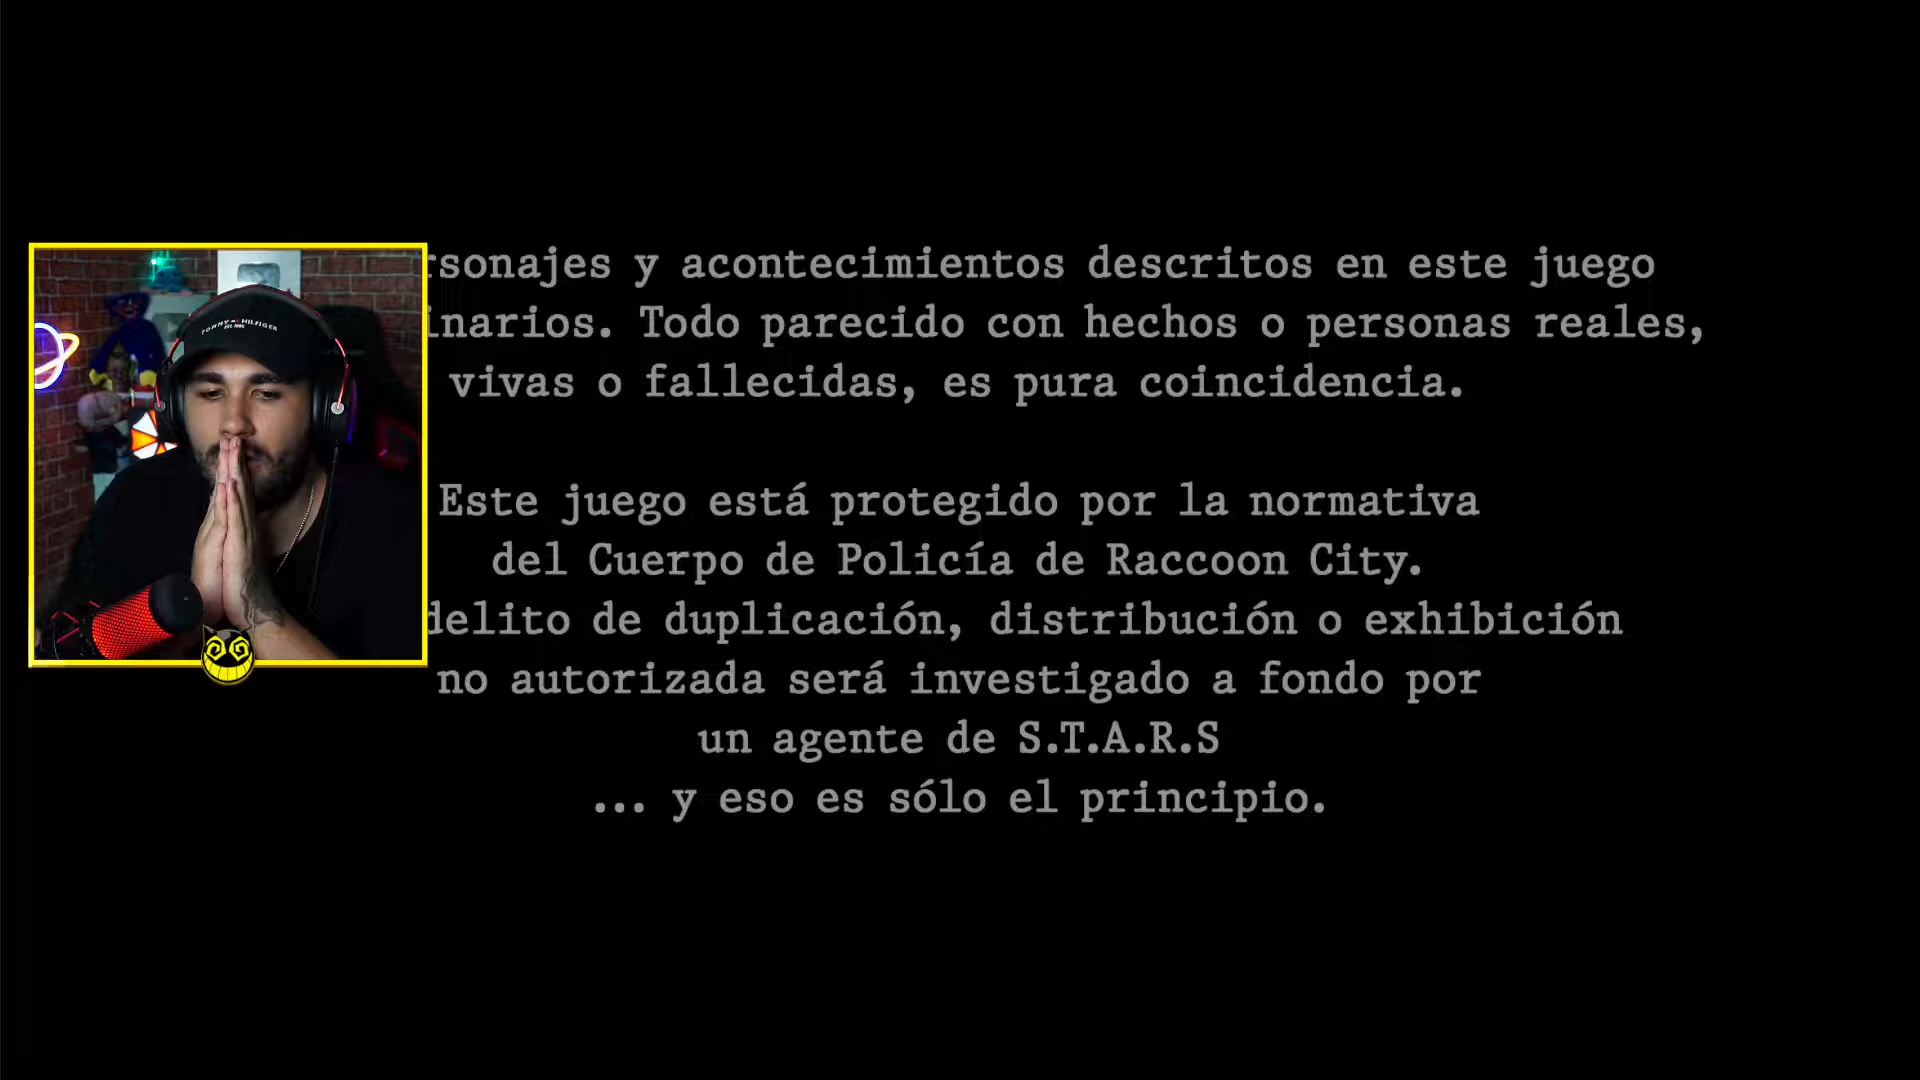 y acontecimientos descritos en este juego
Todo parecido con hechos o personas reales,
vivas o fallecidas, es pura coincidencia.
Este juego está protegido por la normativa
del Cuerpo de Policía de Raccoon City.
delito de duplicación, distribución o exhibición
no autorizada será investigado a fondo por
un agente de S.T.A.R.S
... y eso es sólo el principio.
TOMMY HILFIGER